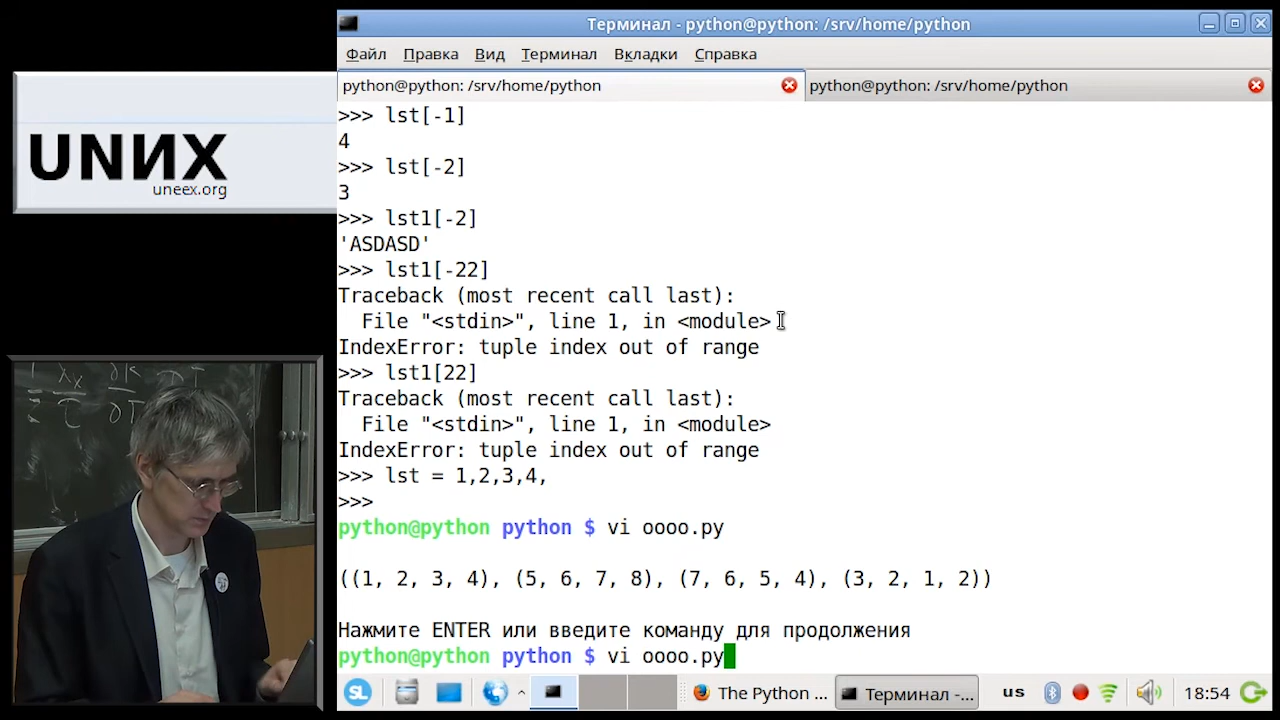 Терминал - python@python: /srv/home/python
Файл Правка Вид Терминал Вкладки Справка
python@python: /srv/home/python python@python: /srv/home/python
>>> lst[-1]
4
>>> lst[-2]
3
>>> lst1[-2]
'ASDASD'
>>> lst1[-22]
Traceback (most recent call last):
  File "<stdin>", line 1, in <module>
IndexError: tuple index out of range
>>> lst1[22]
Traceback (most recent call last):
  File "<stdin>", line 1, in <module>
IndexError: tuple index out of range
>>> lst = 1,2,3,4,
>>>
python@python python $ vi oooo.py
((1, 2, 3, 4), (5, 6, 7, 8), (7, 6, 5, 4), (3, 2, 1, 2))
Нажмите ENTER или введите команду для продолжения
python@python python $ vi oooo.py
SL The Python ... Терминал -... us 18:54
UNИX
uneex.org